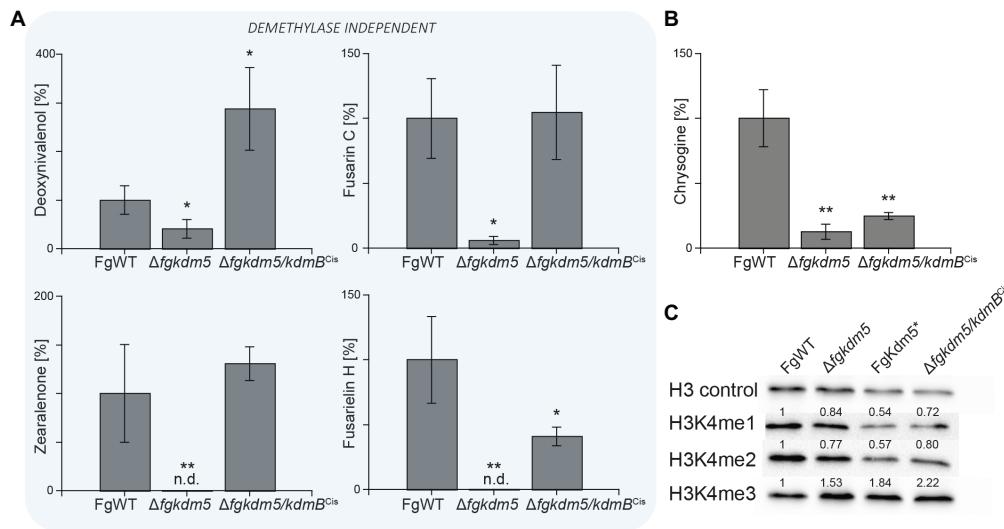 A
DEMETHYLASE INDEPENDENT
400
Deoxynivalenol [%]
*
*
0
FgWT Δfgkdm5 Δfgkdm5/kdmB^Cis
150
Fusarin C [%]
*
0
FgWT Δfgkdm5 Δfgkdm5/kdmB^Cis
200
Zearalenone [%]
**
n.d.
0
FgWT Δfgkdm5 Δfgkdm5/kdmB^Cis
150
Fusarielin H [%]
**
n.d.
*
0
FgWT Δfgkdm5 Δfgkdm5/kdmB^Cis
B
150
Chrysogine [%]
**
**
0
FgWT Δfgkdm5 Δfgkdm5/kdmB^Cis
C
FgWT Δfgkdm5 FgKdm5* Δfgkdm5/kdmB^Cis
H3 control
1 0.84 0.54 0.72
H3K4me1
1 0.77 0.57 0.80
H3K4me2
1 1.53 1.84 2.22
H3K4me3